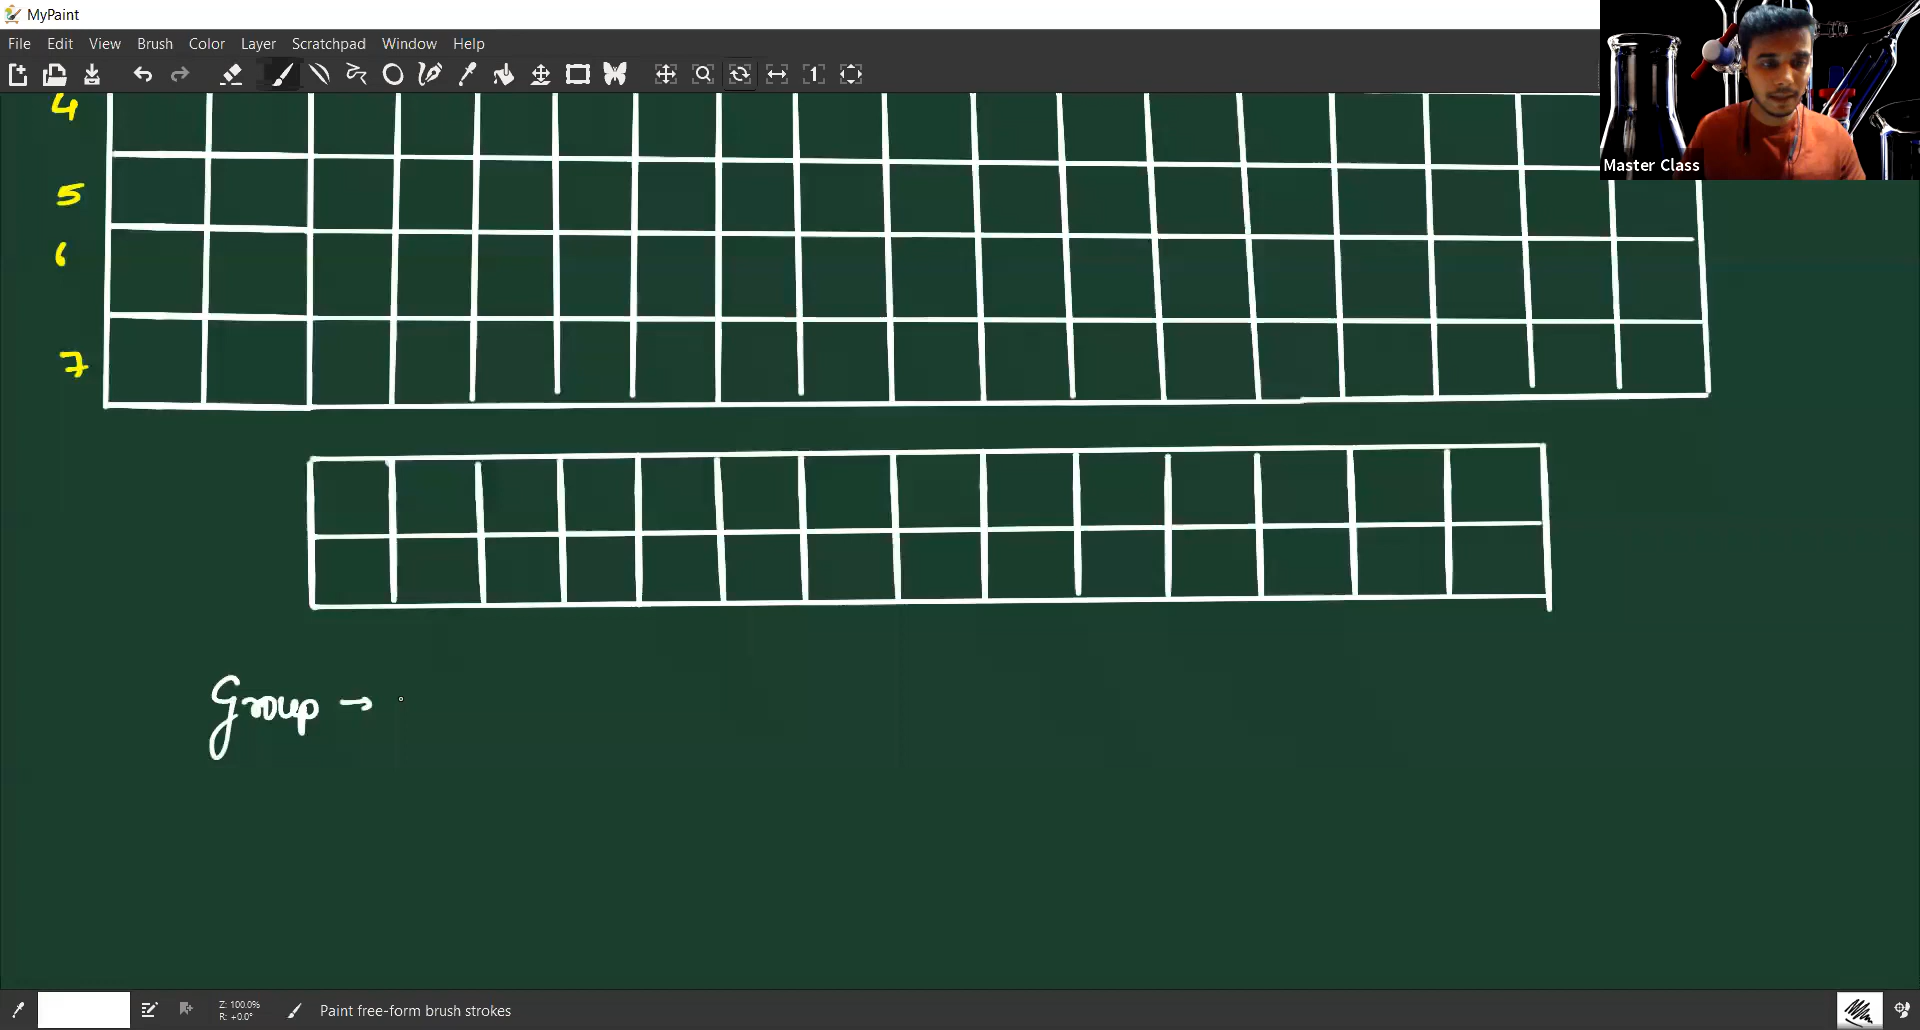 MyPaint
File Edit View Brush Color Layer Scratchpad Window Help
Master Class
4
5
6
7
Group →
Z: 100.0%
R: +0.0°
Paint free-form brush strokes